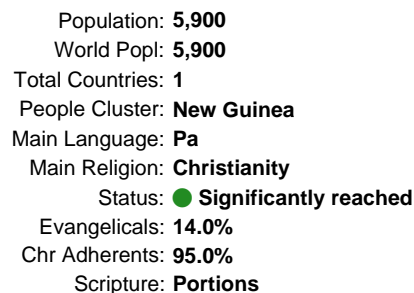 Population: 5,900
World Popl: 5,900
Total Countries: 1
People Cluster: New Guinea
Main Language: Pa
Main Religion: Christianity
Status: Significantly reached
Evangelicals: 14.0%
Chr Adherents: 95.0%
Scripture: Portions